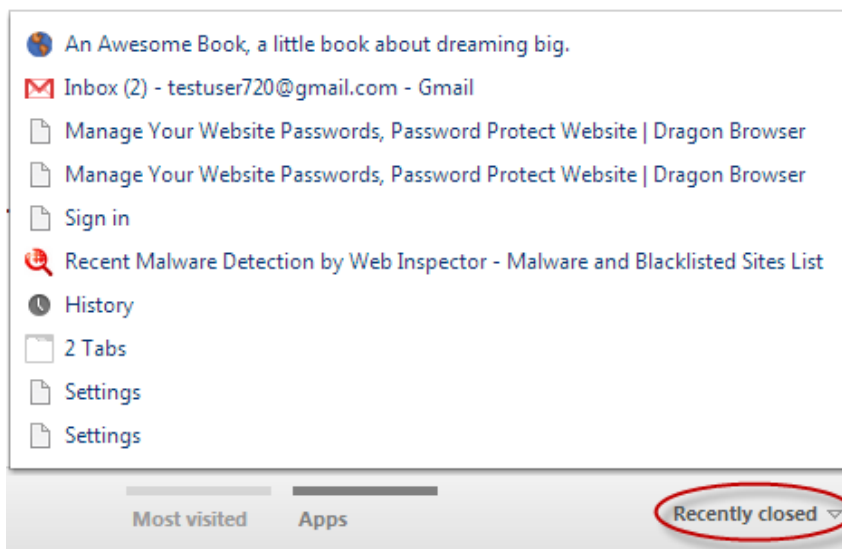 An Awesome Book, a little book about dreaming big.
Inbox (2) - testuser720@gmail.com - Gmail
Manage Your Website Passwords, Password Protect Website | Dragon Browser
Manage Your Website Passwords, Password Protect Website | Dragon Browser
Sign in
Recent Malware Detection by Web Inspector - Malware and Blacklisted Sites List
History
2 Tabs
Settings
Settings
Most visited Apps Recently closed